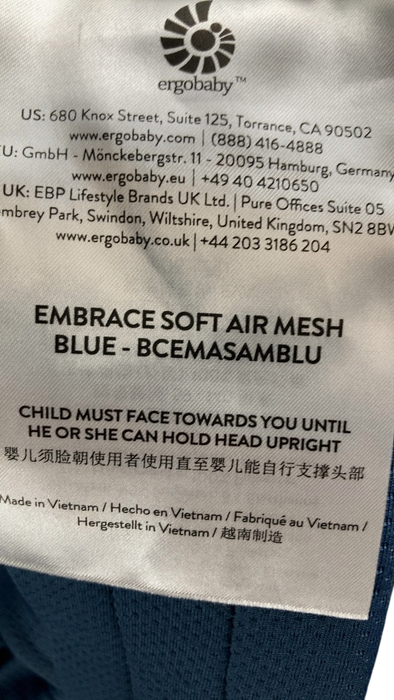 ergobaby™
US: 680 Knox Street, Suite 125, Torrance, CA 90502
www.ergobaby.com | (888) 416-4888
U: GmbH - Mönckebergstr. 11 - 20095 Hamburg, Germany
www.ergobaby.eu | +49 40 4210650
UK: EBP Lifestyle Brands UK Ltd. | Pure Offices Suite 05
mbrey Park, Swindon, Wiltshire, United Kingdom, SN2 8BW
www.ergobaby.co.uk | +44 203 3186 204
EMBRACE SOFT AIR MESH
BLUE - BCEMASAMBLU
CHILD MUST FACE TOWARDS YOU UNTIL
HE OR SHE CAN HOLD HEAD UPRIGHT
婴儿须脸朝使用者使用直至婴儿能自行支撑头部
Made in Vietnam / Hecho en Vietnam / Fabriqué au Vietnam /
Hergestellt in Vietnam / 越南制造